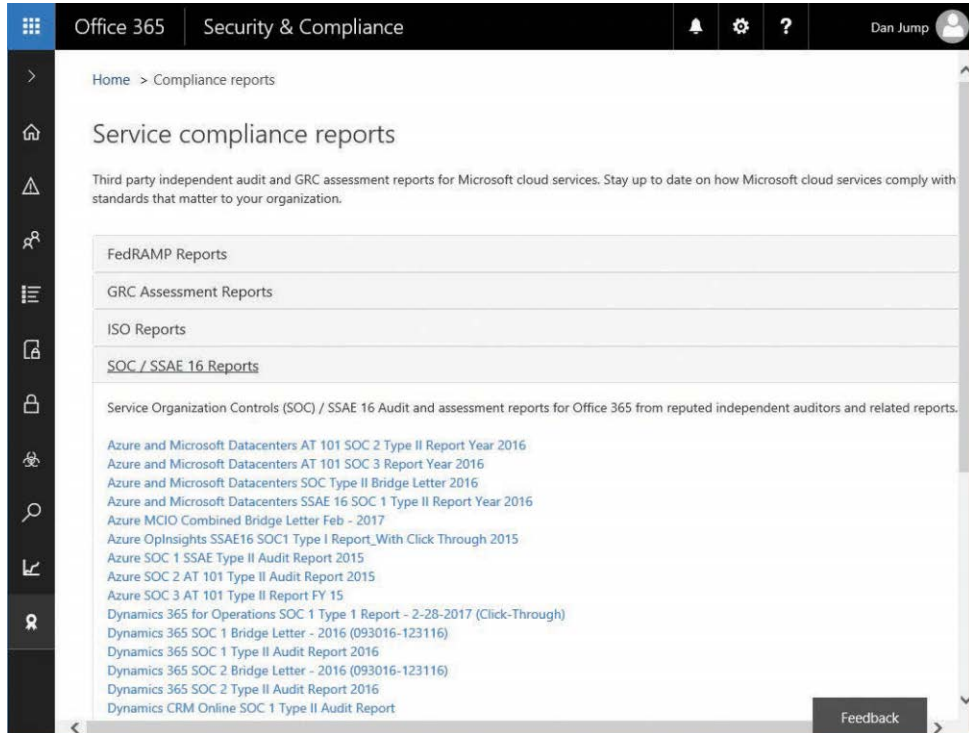 Office 365 Security & Compliance ? Dan Jump
Home > Compliance reports
Service compliance reports
Third party independent audit and GRC assessment reports for Microsoft cloud services. Stay up to date on how Microsoft cloud services comply with
standards that matter to your organization.
FedRAMP Reports
GRC Assessment Reports
ISO Reports
SOC / SSAE 16 Reports
Service Organization Controls (SOC) / SSAE 16 Audit and assessment reports for Office 365 from reputed independent auditors and related reports.
Azure and Microsoft Datacenters AT 101 SOC 2 Type II Report Year 2016
Azure and Microsoft Datacenters AT 101 SOC 3 Report Year 2016
Azure and Microsoft Datacenters SOC Type II Bridge Letter 2016
Azure and Microsoft Datacenters SSAE 16 SOC 1 Type II Report Year 2016
Azure MCIO Combined Bridge Letter Feb - 2017
Azure OpInsights SSAE16 SOC1 Type I Report_With Click Through 2015
Azure SOC 1 SSAE Type II Audit Report 2015
Azure SOC 2 AT 101 Type II Audit Report 2015
Azure SOC 3 AT 101 Type II Report FY 15
Dynamics 365 for Operations SOC 1 Type 1 Report - 2-28-2017 (Click-Through)
Dynamics 365 SOC 1 Bridge Letter - 2016 (093016-123116)
Dynamics 365 SOC 1 Type II Audit Report 2016
Dynamics 365 SOC 2 Bridge Letter - 2016 (093016-123116)
Dynamics 365 SOC 2 Type II Audit Report 2016
Dynamics CRM Online SOC 1 Type II Audit Report
Feedback